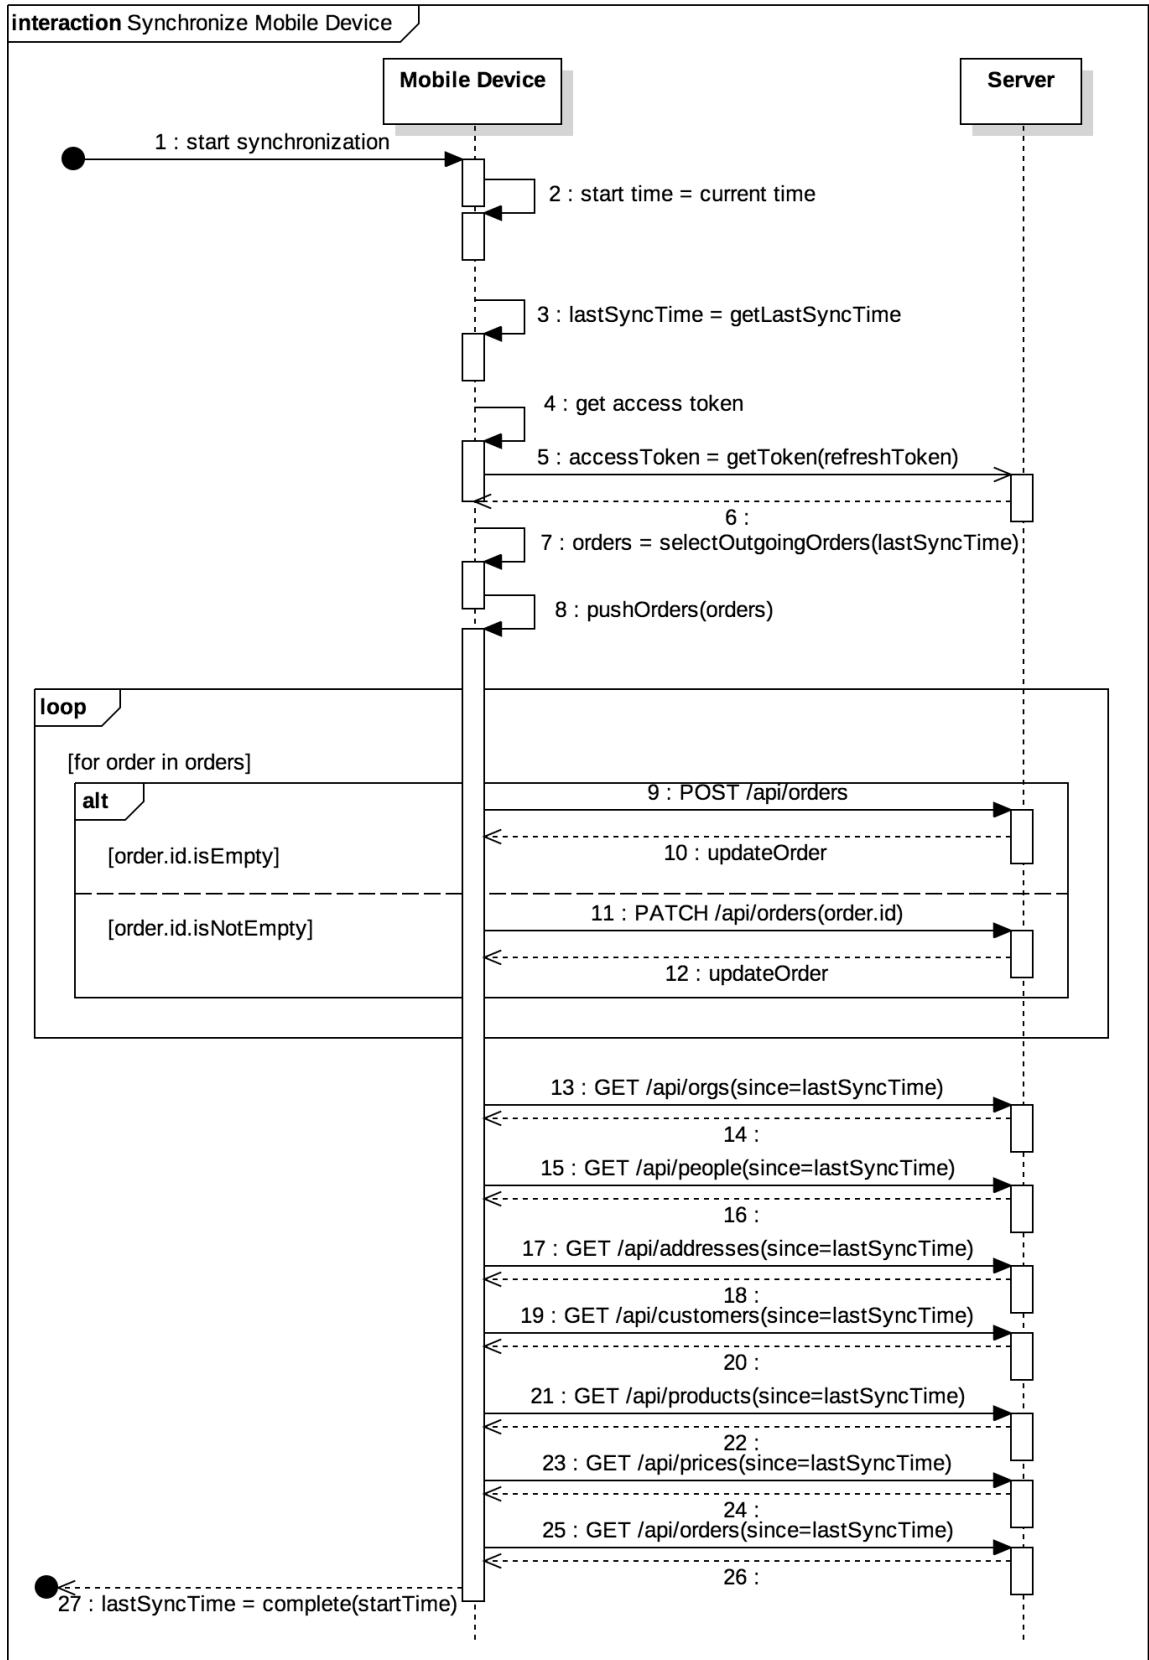 interaction Synchronize Mobile Device
Mobile Device
Server
1 : start synchronization
2 : start time = current time
3 : lastSyncTime = getLastSyncTime
4 : get access token
5 : accessToken = getToken(refreshToken)
6 :
7 : orders = selectOutgoingOrders(lastSyncTime)
8 : pushOrders(orders)
loop
[for order in orders]
alt
9 : POST /api/orders
10 : updateOrder
[order.id.isEmpty]
11 : PATCH /api/orders(order.id)
[order.id.isNotEmpty]
12 : updateOrder
13 : GET /api/orgs(since=lastSyncTime)
14 :
15 : GET /api/people(since=lastSyncTime)
16 :
17 : GET /api/addresses(since=lastSyncTime)
18 :
19 : GET /api/customers(since=lastSyncTime)
20 :
21 : GET /api/products(since=lastSyncTime)
22 :
23 : GET /api/prices(since=lastSyncTime)
24 :
25 : GET /api/orders(since=lastSyncTime)
26 :
27 : lastSyncTime = complete(startTime)